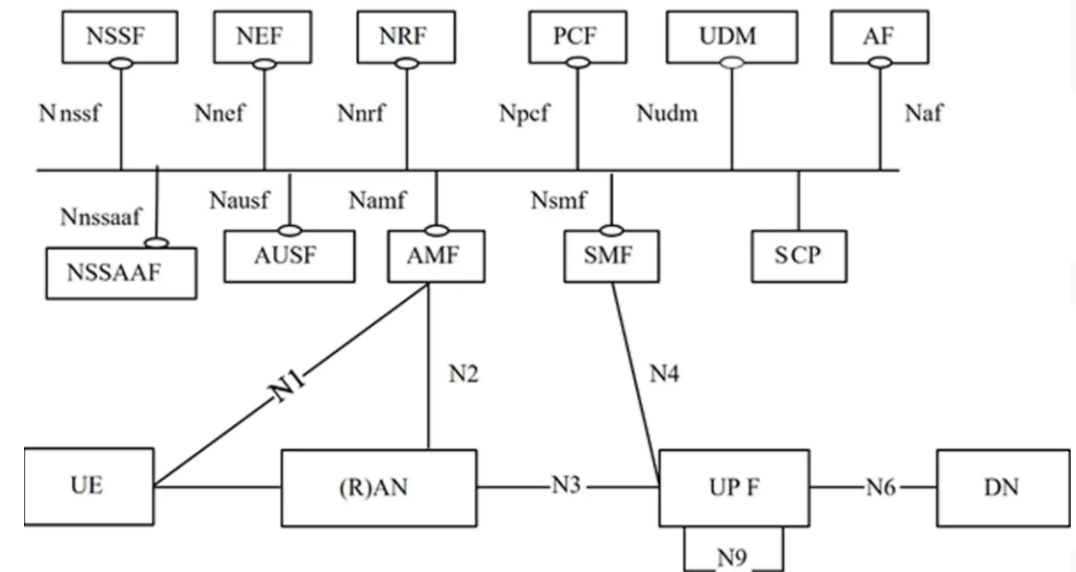 NSSF NEF NRF PCF UDM AF
Nnssf Nnef Nnrf Npcf Nudm Naf
Nnssaaf Nausf Namf Nsmf
NSSAAF AUSF AMF SMF SCP
N1 N2 N4
UE (R)AN N3 UP F N6 DN
N9